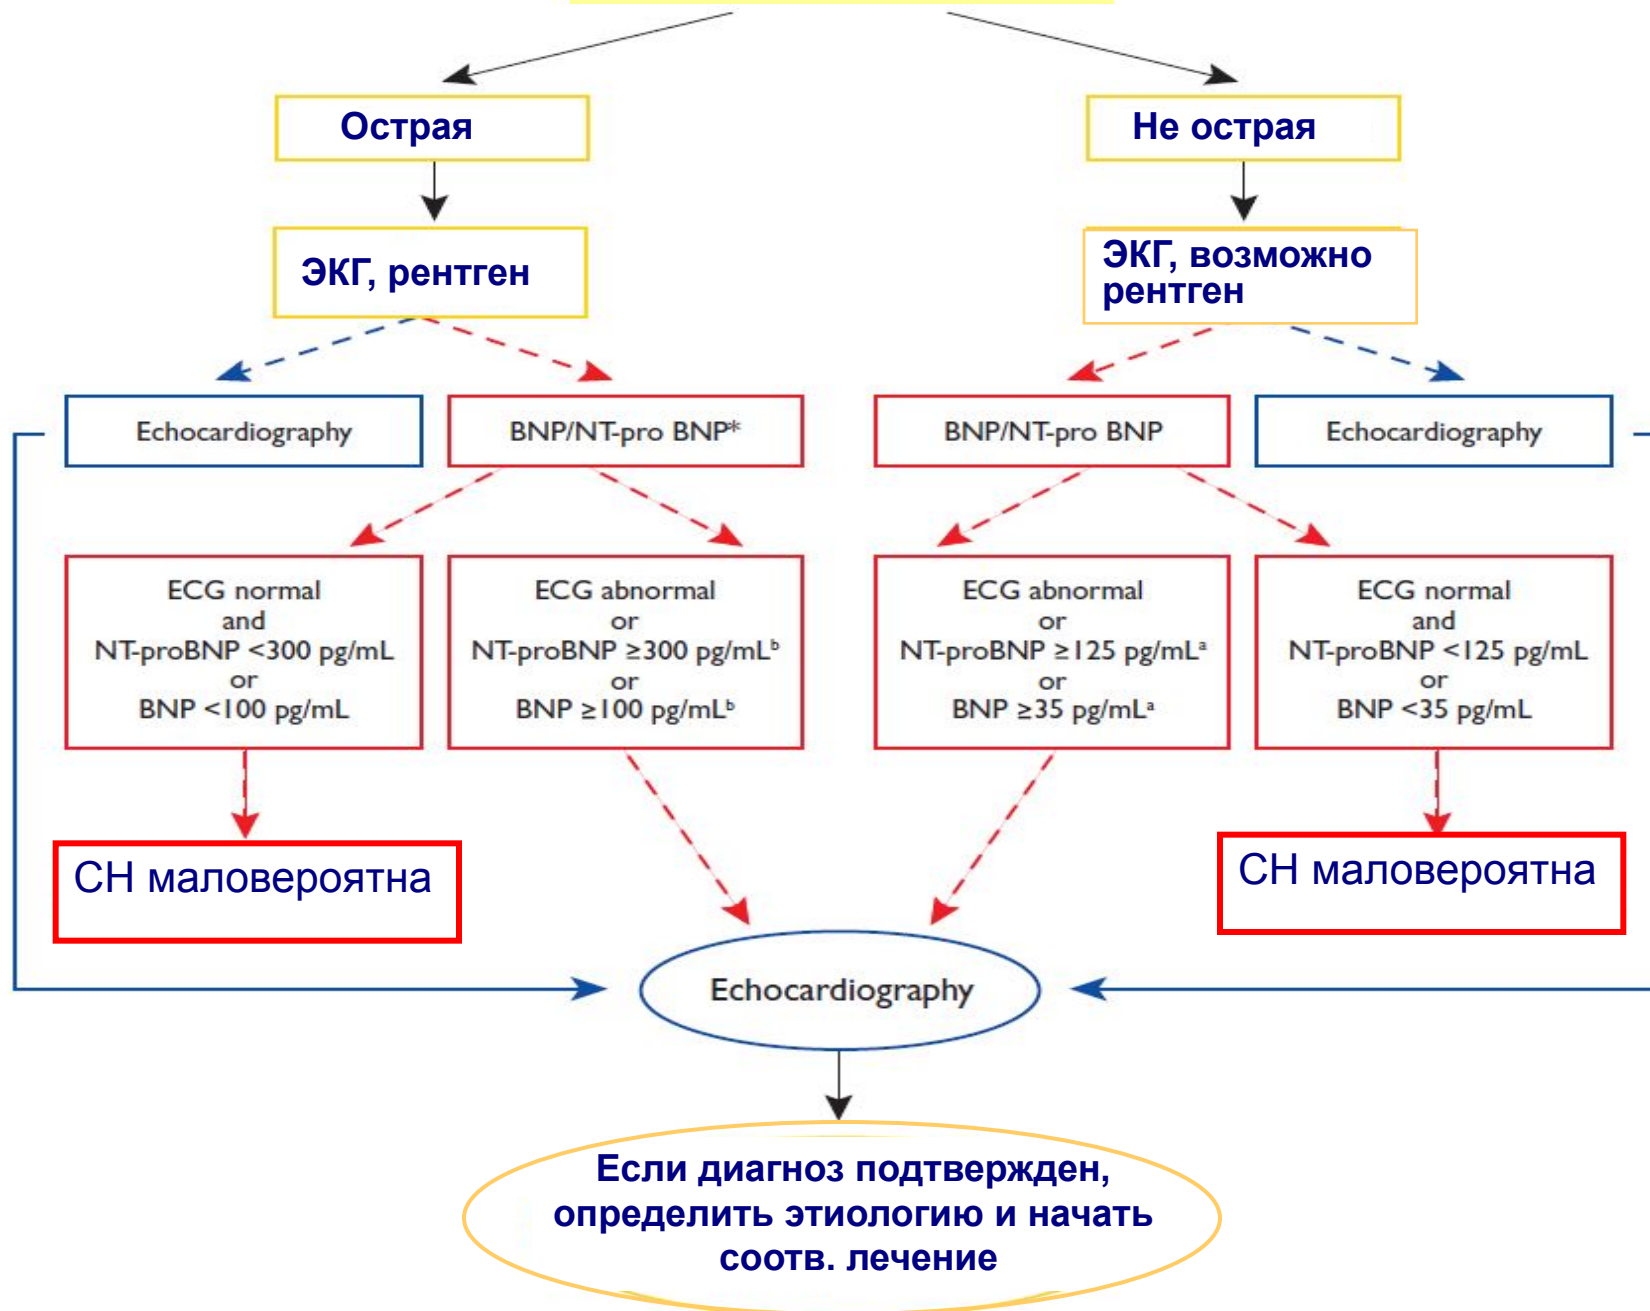 Острая
Не острая
ЭКГ, рентген
ЭКГ, возможно
рентген
Echocardiography
BNP/NT-pro BNP*
BNP/NT-pro BNP
Echocardiography
ECG normal
and
NT-proBNP <300 pg/mL
or
BNP <100 pg/mL
ECG abnormal
or
NT-proBNP ≥300 pg/mLᵇ
or
BNP ≥100 pg/mLᵇ
ECG abnormal
or
NT-proBNP ≥125 pg/mLᵃ
or
BNP ≥35 pg/mLᵃ
ECG normal
and
NT-proBNP <125 pg/mL
or
BNP <35 pg/mL
СН маловероятна
СН маловероятна
Echocardiography
Если диагноз подтвержден,
определить этиологию и начать
соотв. лечение